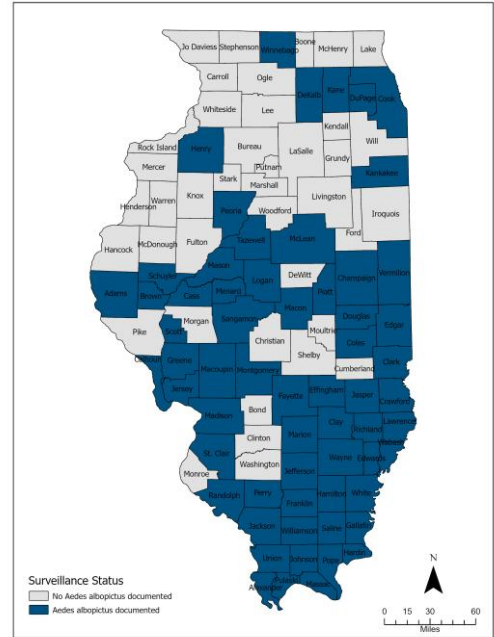 Jo Daviess
Stephenson
Winnebago
Boone
McHenry
Lake
Carroll
Ogle
DeKalb
Kane
DuPage
Cook
Whiteside
Lee
Kendall
Will
Rock Island
Henry
Bureau
LaSalle
Grundy
Mercer
Putnam
Kankakee
Stark
Marshall
Knox
Henderson
Warren
Peoria
Woodford
Livingston
Iroquois
Ford
Hancock
McDonough
Fulton
Tazewell
McLean
Schuyler
Mason
Logan
DeWitt
Champaign
Vermilion
Adams
Brown
Cass
Menard
Piatt
Macon
Pike
Scott
Morgan
Sangamon
Douglas
Edgar
Christian
Moultrie
Coles
Shelby
Calhoun
Greene
Macoupin
Montgomery
Cumberland
Clark
Jersey
Fayette
Effingham
Jasper
Crawford
Madison
Bond
Clay
Richland
Lawrence
Clinton
Marion
Wabash
St. Clair
Washington
Wayne
Edwards
Monroe
Jefferson
Randolph
Perry
Hamilton
White
Franklin
Jackson
Williamson
Saline
Gallatin
Union
Johnson
Pope
Hardin
Alexander
Pulaski
Massac
Surveillance Status
No Aedes albopictus documented
Aedes albopictus documented
N
0 15 30 60
Miles